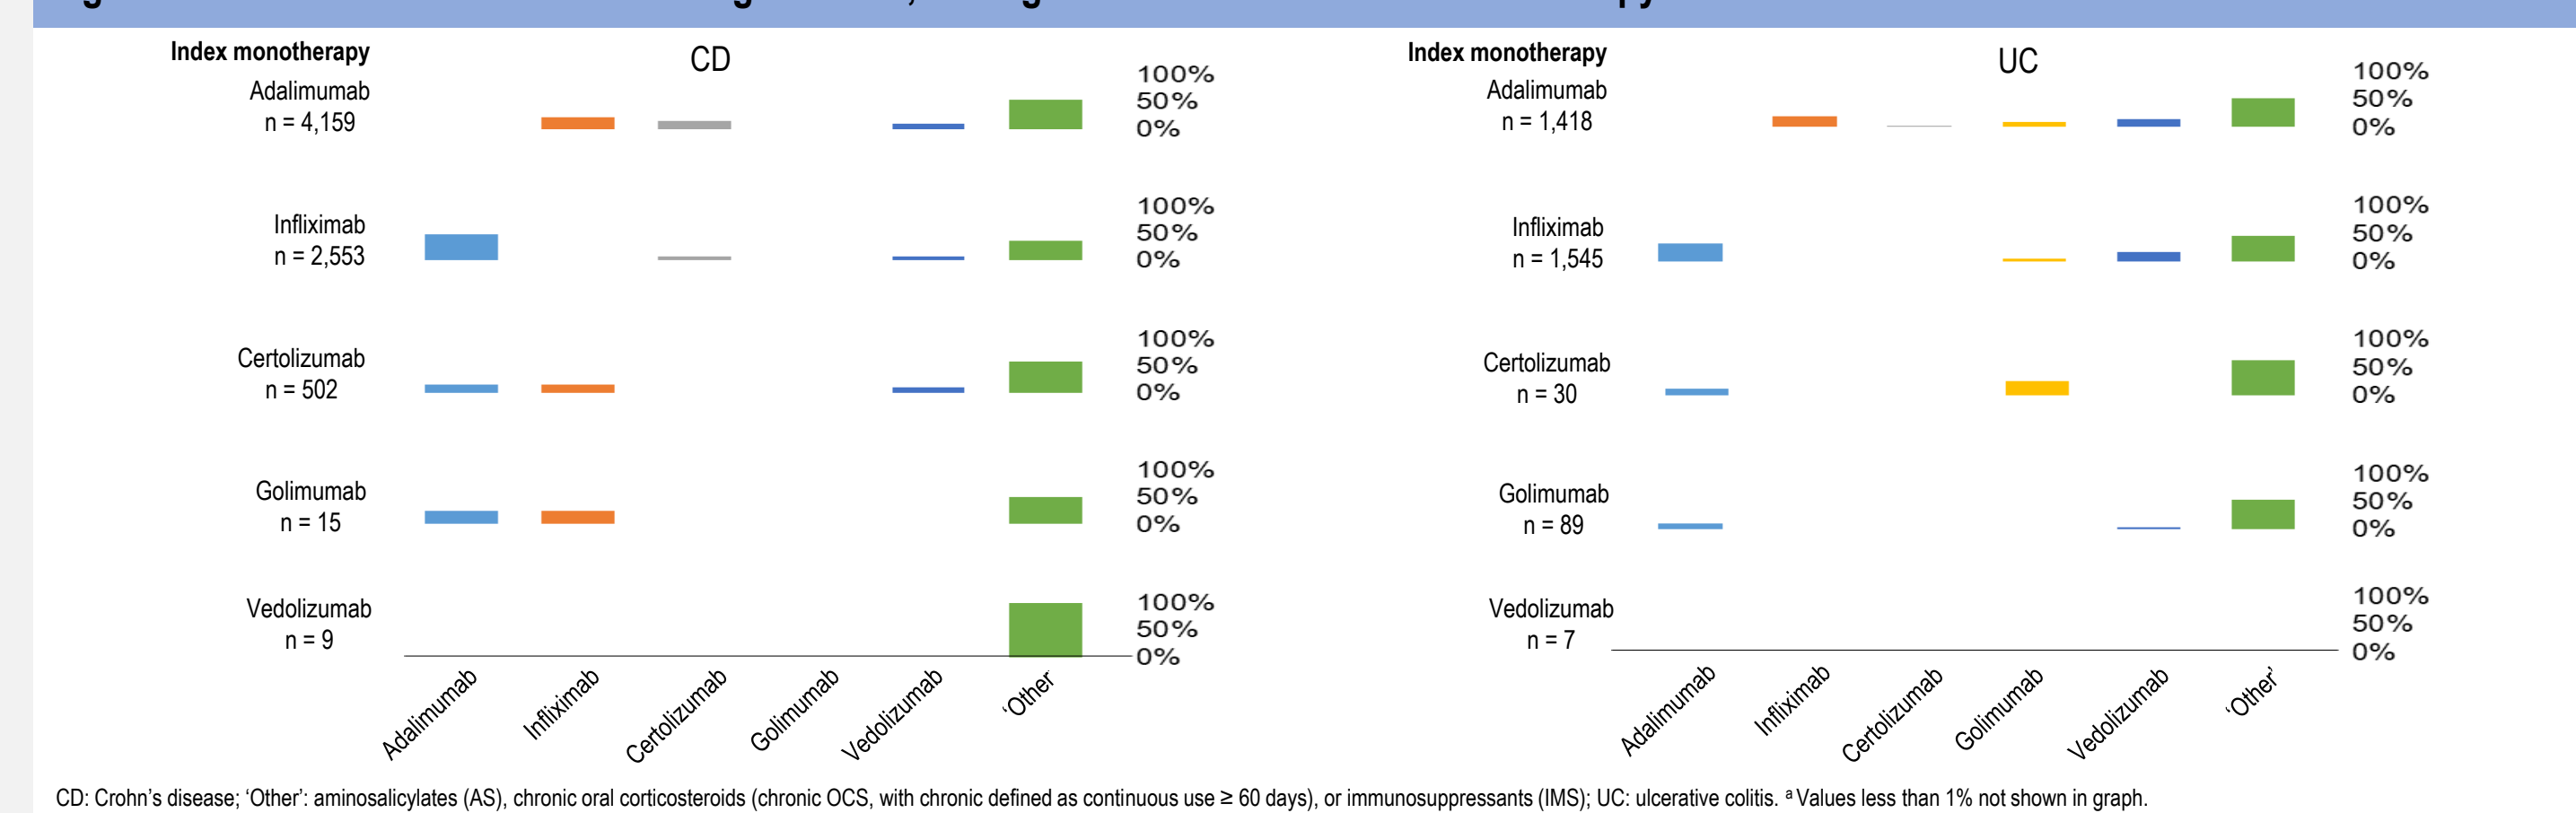 Index monotherapy
CD
Adalimumab
n = 4,159
100%
50%
0%
Infliximab
n = 2,553
100%
50%
0%
Certolizumab
n = 502
100%
50%
0%
Golimumab
n = 15
100%
50%
0%
Vedolizumab
n = 9
100%
50%
0%
Adalimumab
Infliximab
Certolizumab
Golimumab
Vedolizumab
‘Other’
Index monotherapy
UC
Adalimumab
n = 1,418
100%
50%
0%
Infliximab
n = 1,545
100%
50%
0%
Certolizumab
n = 30
100%
50%
0%
Golimumab
n = 89
100%
50%
0%
Vedolizumab
n = 7
100%
50%
0%
Adalimumab
Infliximab
Certolizumab
Golimumab
Vedolizumab
‘Other’
CD: Crohn’s disease; ‘Other’: aminosalicylates (AS), chronic oral corticosteroids (chronic OCS, with chronic defined as continuous use ≥ 60 days), or immunosuppressants (IMS); UC: ulcerative colitis. ª Values less than 1% not shown in graph.